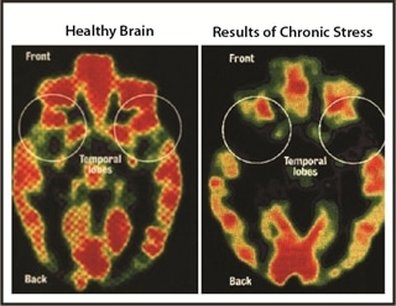 Healthy Brain
Results of Chronic Stress
Front
Temporal
lobes
Back
Front
Temporal
lobes
Back